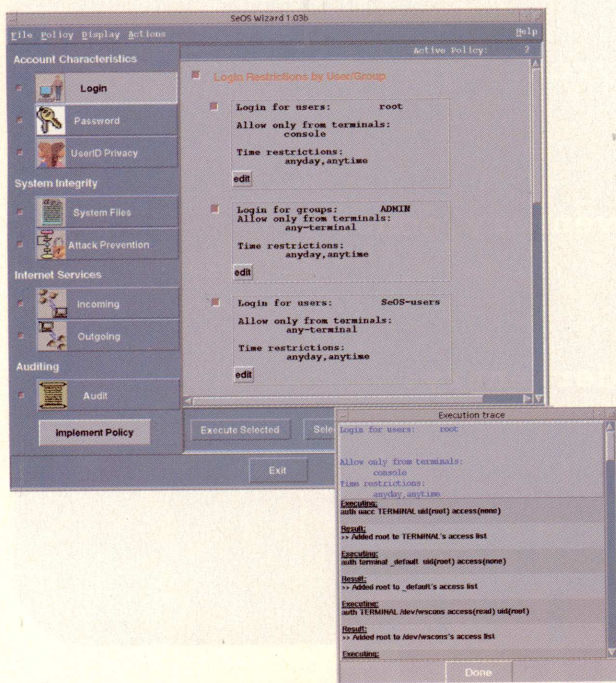 SeOS Wizard 1.03b
File Policy Display Actions Help
Active Policy: ?
Account Characteristics
Login
Password
UserID Privacy
System Integrity
System Files
Attack Prevention
Internet Services
Incoming
Outgoing
Auditing
Audit
Implement Policy
Login Restrictions by User/Group
Login for users: root
Allow only from terminals:
console
Time restrictions:
anyday,anytime
edit
Login for groups: ADMIN
Allow only from terminals:
any-terminal
Time restrictions:
anyday,anytime
edit
Login for users: SeOS-users
Allow only from terminals:
any-terminal
Time restrictions:
anyday,anytime
edit
Execute Selected
Sele
Exit
Execution trace
Login for users: root
Allow only from terminals:
console
Time restrictions:
anyday,anytime
Executing:
auth uacc TERMINAL uid(root) access(none)
Result:
>> Added root to TERMINAL's access list
Executing:
auth terminal _default uid(root) access(none)
Result:
>> Added root to _default's access list
Executing:
auth TERMINAL /dev/wscons access(read) uid(root)
Result:
>> Added root to /dev/wscons's access list
Executing:
Done